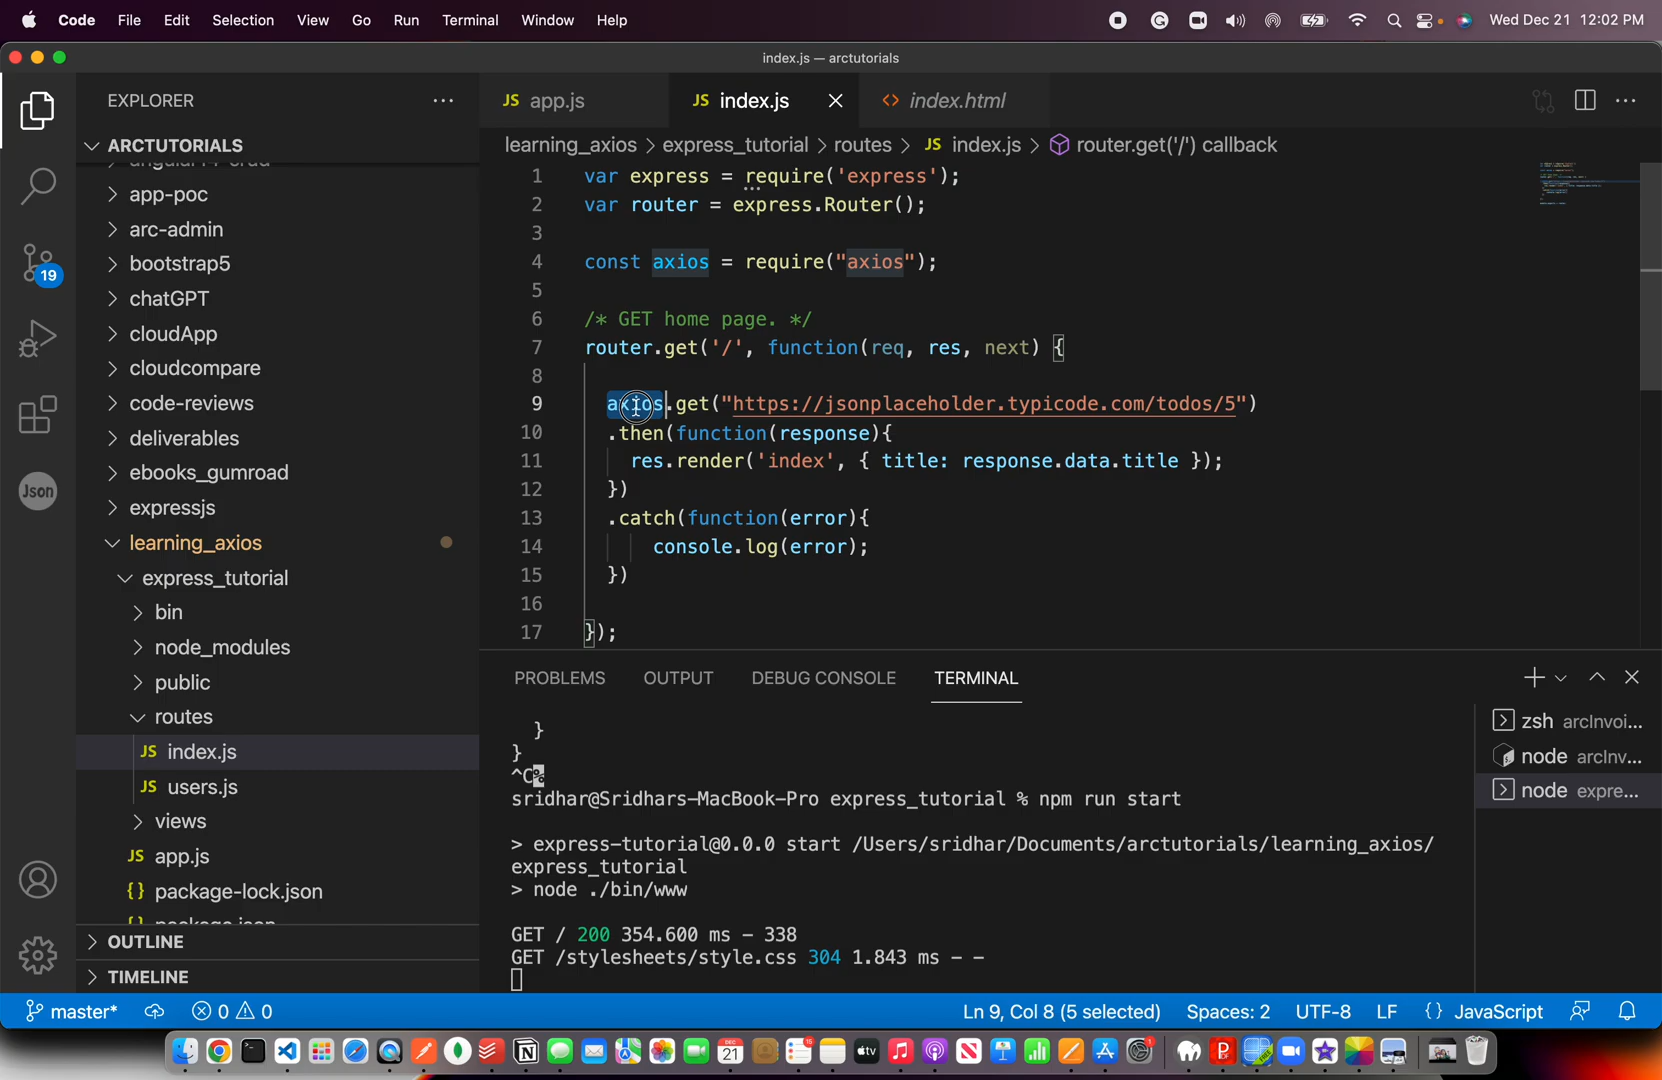 Code File Edit Selection View Go Run Terminal Window Help Wed Dec 21 12:02 PM
index.js — arctutorials
EXPLORER
JS app.js
JS index.js
<> index.html
ARCTUTORIALS
learning_axios > express_tutorial > routes > JS index.js > router.get('/') callback
app-poc
arc-admin
bootstrap5
chatGPT
cloudApp
cloudcompare
code-reviews
deliverables
ebooks_gumroad
expressjs
learning_axios
express_tutorial
bin
node_modules
public
routes
JS index.js
JS users.js
views
JS app.js
{} package-lock.json
OUTLINE
TIMELINE
19
Json
1 var express = require('express');
2 var router = express.Router();
3
4 const axios = require("axios");
5
6 /* GET home page. */
7 router.get('/', function(req, res, next) {
8
9 axios.get("https://jsonplaceholder.typicode.com/todos/5")
10 .then(function(response){
11 res.render('index', { title: response.data.title });
12 })
13 .catch(function(error){
14 console.log(error);
15 })
16
17 });
PROBLEMS OUTPUT DEBUG CONSOLE TERMINAL
}
}
^C%
sridhar@Sridhars-MacBook-Pro express_tutorial % npm run start
> express-tutorial@0.0.0 start /Users/sridhar/Documents/arctutorials/learning_axios/
express_tutorial
> node ./bin/www
GET / 200 354.600 ms - 338
GET /stylesheets/style.css 304 1.843 ms - -
zsh arcInvoi...
node arcInv...
node expre...
master* 0 0 Ln 9, Col 8 (5 selected) Spaces: 2 UTF-8 LF {} JavaScript